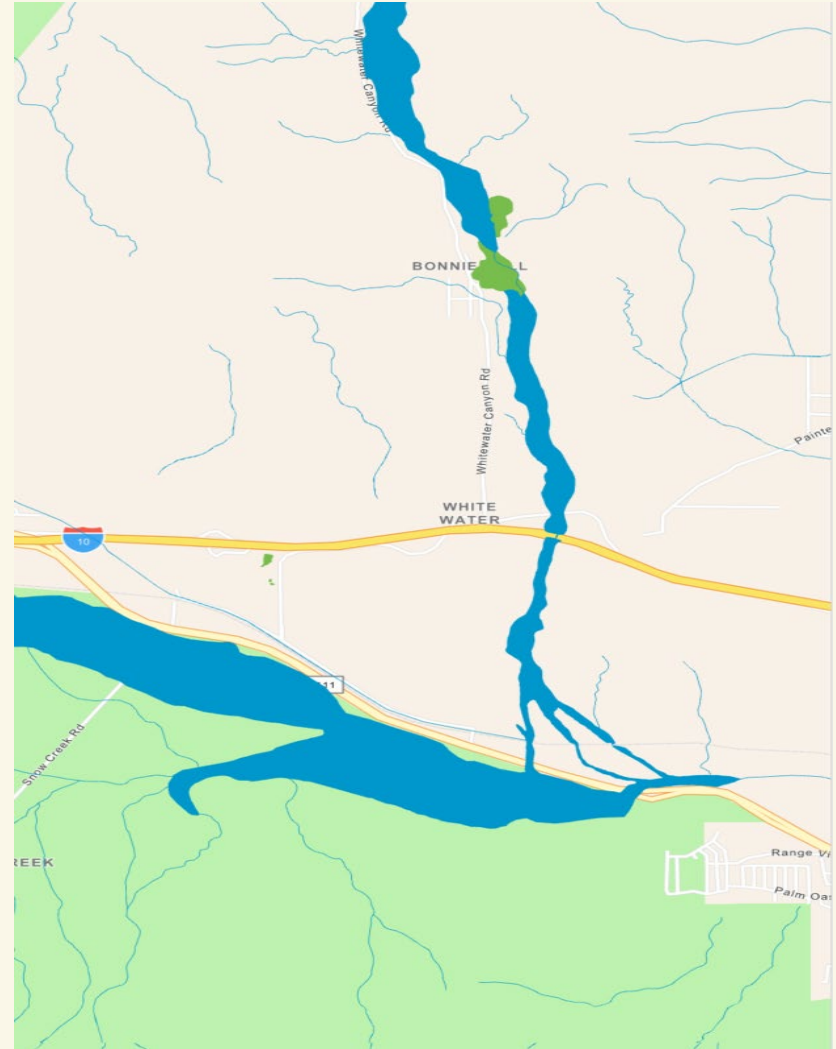 Whitewater Canyon Rd
BONNIE
L
Whitewater Canyon Rd
Painte
WHITE
WATER
10
11
Snow Creek Rd
REEK
Range Vi
Palm Oas